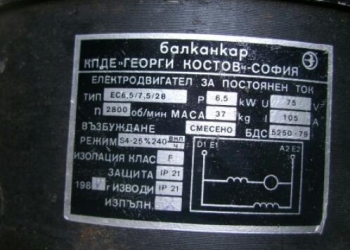 балканкар
КПДЕ "ГЕОРГИ КОСТОВ"-СОФИЯ
ЕЛЕКТРОДВИГАТЕЛ ЗА ПОСТОЯНЕН ТОК
ТИП ЕС6,5/7,5/28 P 6,5 kW U 75 V
n 2800 об/мин МАСА 37 kg I 105 A
ВЪЗБУЖДАНЕ СМЕСЕНО БДС 5250-79
РЕЖИМ S4-25% 240 вкл/ч D1 E1 A2 E2
ИЗОЛАЦИЯ КЛАС F
ЗАЩИТА IP 21
198 г ИЗВОДИ IP 21
ИЗПЪЛН. X